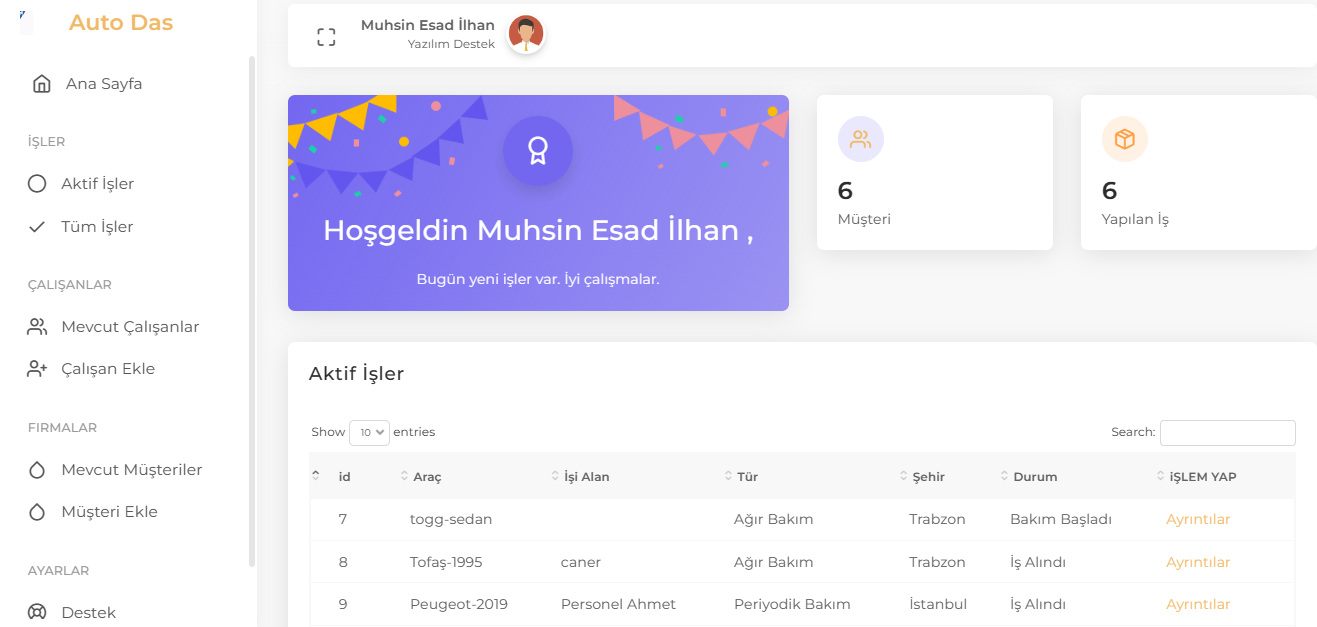 Auto Das
Ana Sayfa
İŞLER
Aktif İşler
Tüm İşler
ÇALIŞANLAR
Mevcut Çalışanlar
Çalışan Ekle
FIRMALAR
Mevcut Müşteriler
Müşteri Ekle
AYARLAR
Destek
Muhsin Esad İlhan
Yazılım Destek
Hoşgeldin Muhsin Esad İlhan ,
Bugün yeni işler var. İyi çalışmalar.
6
Müşteri
6
Yapılan İş
Aktif İşler
Show 10 entries
Search:
id Araç İşi Alan Tür Şehir Durum iŞLEM YAP
7 togg-sedan Ağır Bakım Trabzon Bakım Başladı Ayrıntılar
8 Tofaş-1995 caner Ağır Bakım Trabzon İş Alındı Ayrıntılar
9 Peugeot-2019 Personel Ahmet Periyodik Bakım İstanbul İş Alındı Ayrıntılar